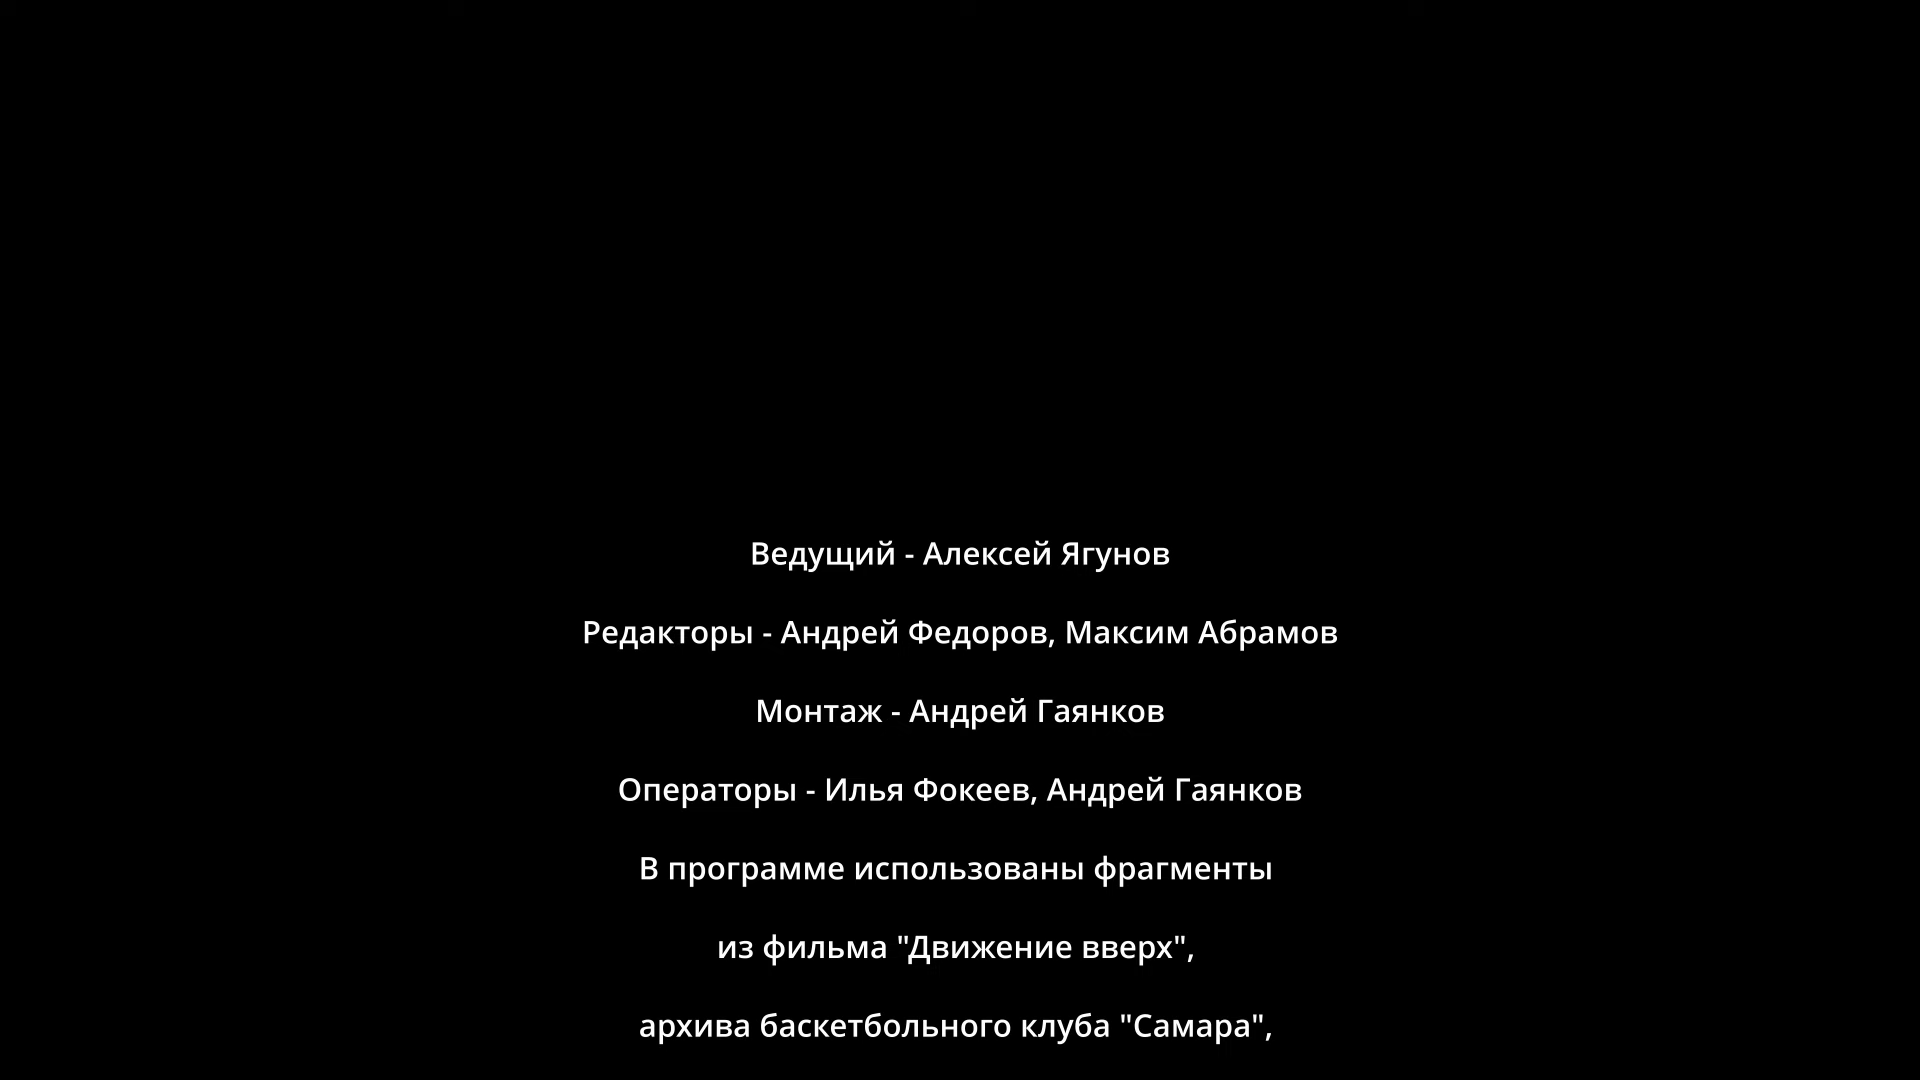 Ведущий - Алексей Ягунов
Редакторы - Андрей Федоров, Максим Абрамов
Монтаж - Андрей Гаянков
Операторы - Илья Фокеев, Андрей Гаянков
В программе использованы фрагменты
из фильма "Движение вверх",
архива баскетбольного клуба "Самара",